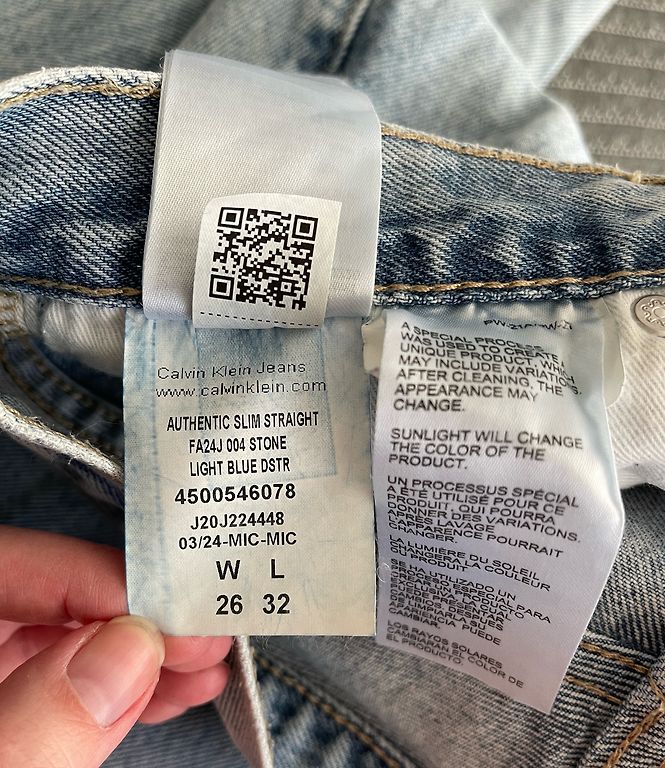 Calvin Klein Jeans
www.calvinklein.com
AUTHENTIC SLIM STRAIGHT
FA24J 004 STONE
LIGHT BLUE DSTR
4500546078
J20J224448
03/24-MIC-MIC
W L
26 32
A SPECIAL PROCESS
WAS USED TO CREATE
UNIQUE PRODUCT WHICH
MAY INCLUDE VARIATIONS.
AFTER CLEANING, THE
APPEARANCE MAY
CHANGE.
SUNLIGHT WILL CHANGE
THE COLOR OF THE
PRODUCT.
UN PROCESSUS SPÉCIAL
A ÉTÉ UTILISÉ POUR CE
PRODUIT, QUI POURRA
DONNER DES VARIATIONS.
APRÈS LAVAGE
L'APPARENCE POURRAIT
CHANGER.
LA LUMIÈRE DU SOLEIL
CHANGERA LA COULEUR
DU PRODUIT
SE HA UTILIZADO UN
PROCESO ESPECIAL PARA
PUEDE
CAMBIAR.
LOS RAYOS SOLARES
CAMBIARAN EL COLOR DE
EL PRODUCTO.